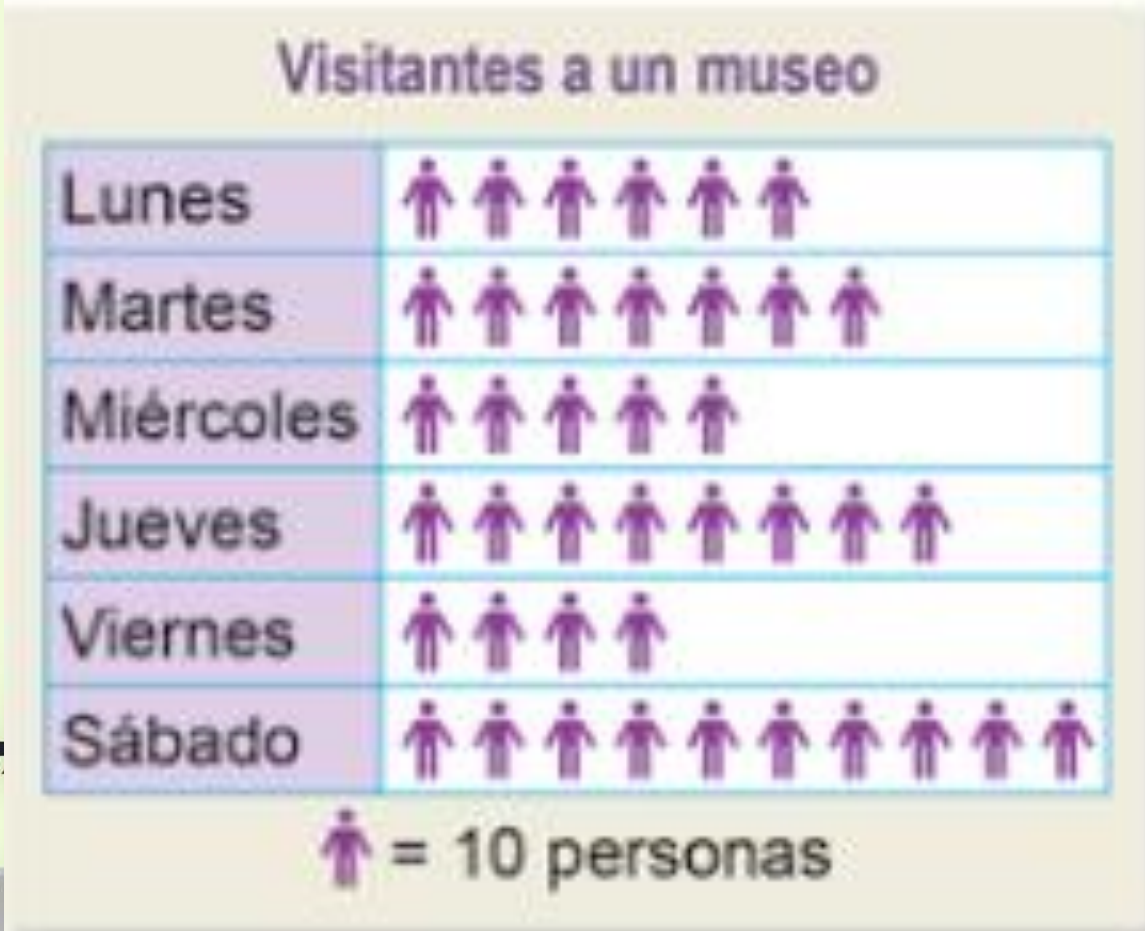 Visitantes a un museo
Lunes
Martes
Miércoles
Jueves
Viernes
Sábado
= 10 personas